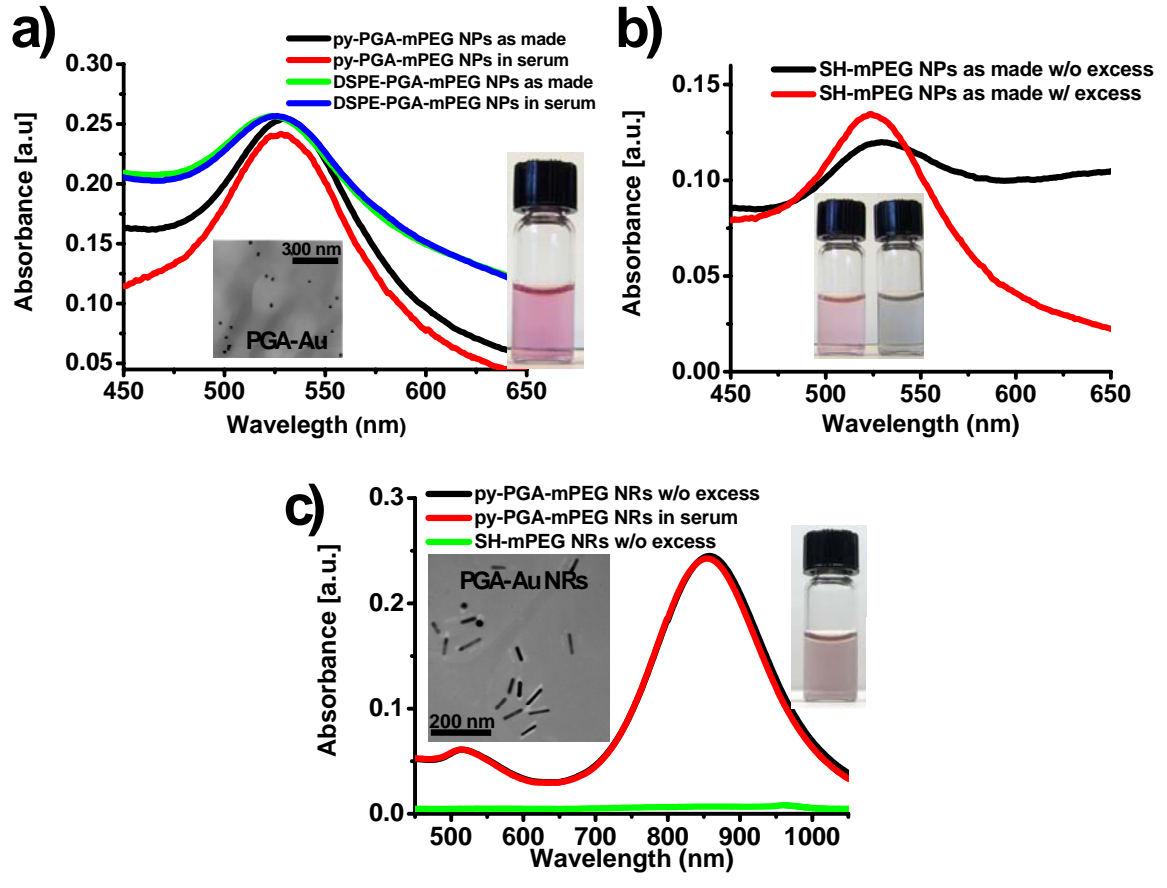 a)
py-PGA-mPEG NPs as made
py-PGA-mPEG NPs in serum
DSPE-PGA-mPEG NPs as made
DSPE-PGA-mPEG NPs in serum
Absorbance [a.u]
0.30
0.25
0.20
0.15
0.10
0.05
300 nm
PGA-Au
450 500 550 600 650
Wavelegth (nm)
b)
SH-mPEG NPs as made w/o excess
SH-mPEG NPs as made w/ excess
Absorbance [a.u.]
0.15
0.10
0.05
0.00
450 500 550 600 650
Wavelength (nm)
c)
py-PGA-mPEG NRs w/o excess
py-PGA-mPEG NRs in serum
SH-mPEG NRs w/o excess
Absorbance [a.u.]
0.3
0.2
0.1
0.0
PGA-Au NRs
200 nm
500 600 700 800 900 1000
Wavelength (nm)